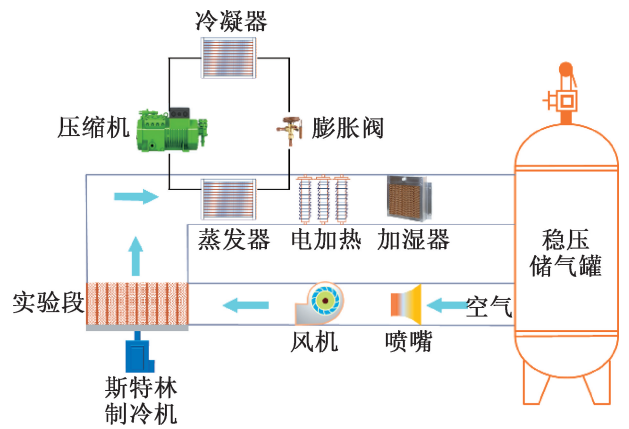 冷凝器
压缩机
膨胀阀
蒸发器
电加热
加湿器
稳压
储气罐
实验段
风机
喷嘴
空气
斯特林
制冷机